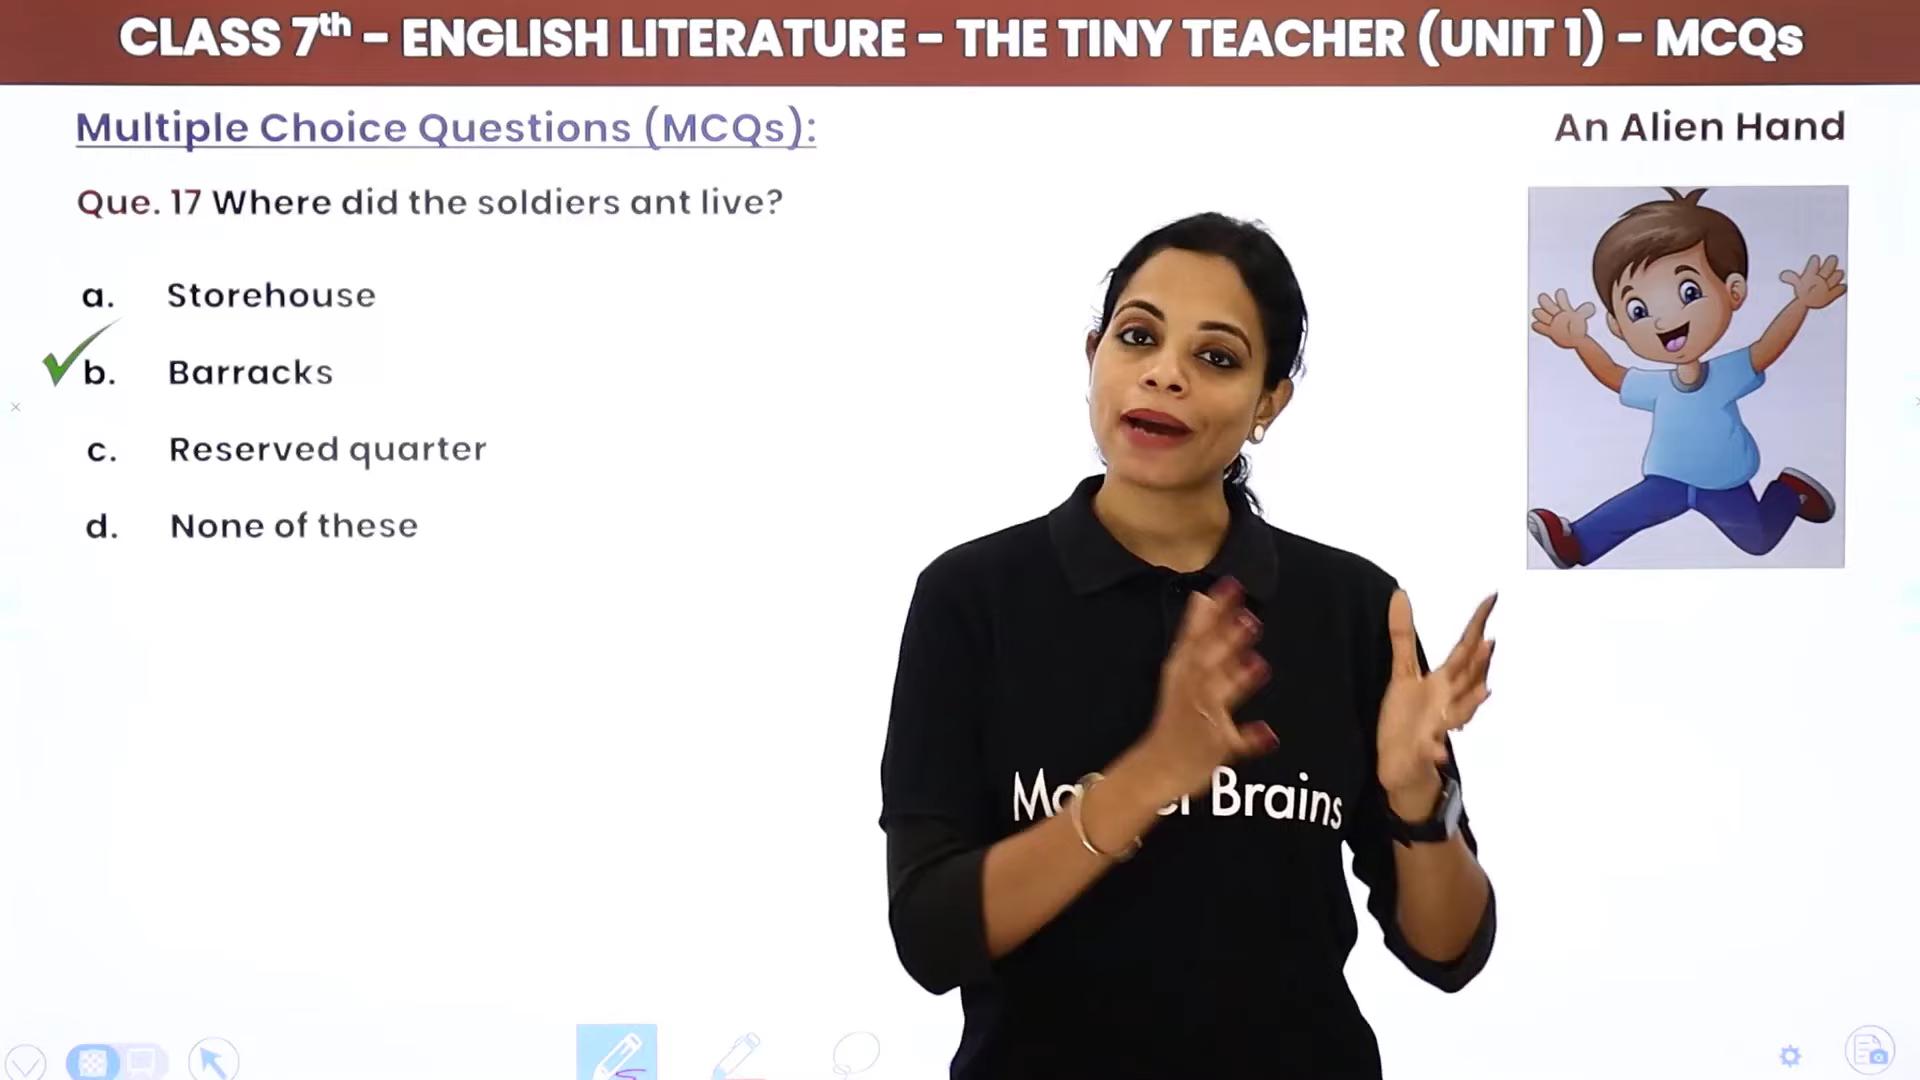 CLASS 7th - ENGLISH LITERATURE - THE TINY TEACHER (UNIT 1) - MCQs
Multiple Choice Questions (MCQs):
An Alien Hand
Que. 17 Where did the soldiers ant live?
a. Storehouse
b. Barracks
c. Reserved quarter
d. None of these
Brains